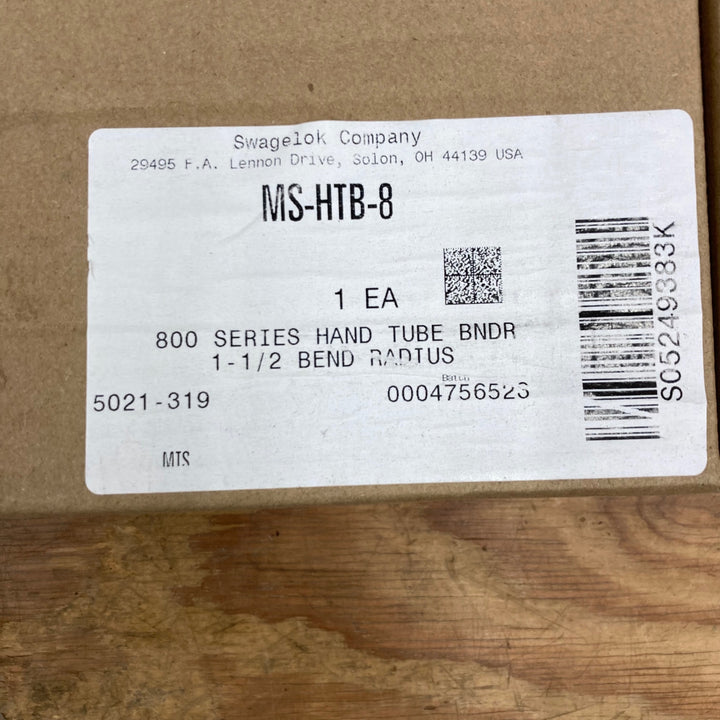 Swagelok Company
29495 F.A. Lennon Drive, Solon, OH 44139 USA
MS-HTB-8
1 EA
800 SERIES HAND TUBE BNDR
1-1/2 BEND RADIUS
Batch
5021-319
0004756523
MTS
S05249383K